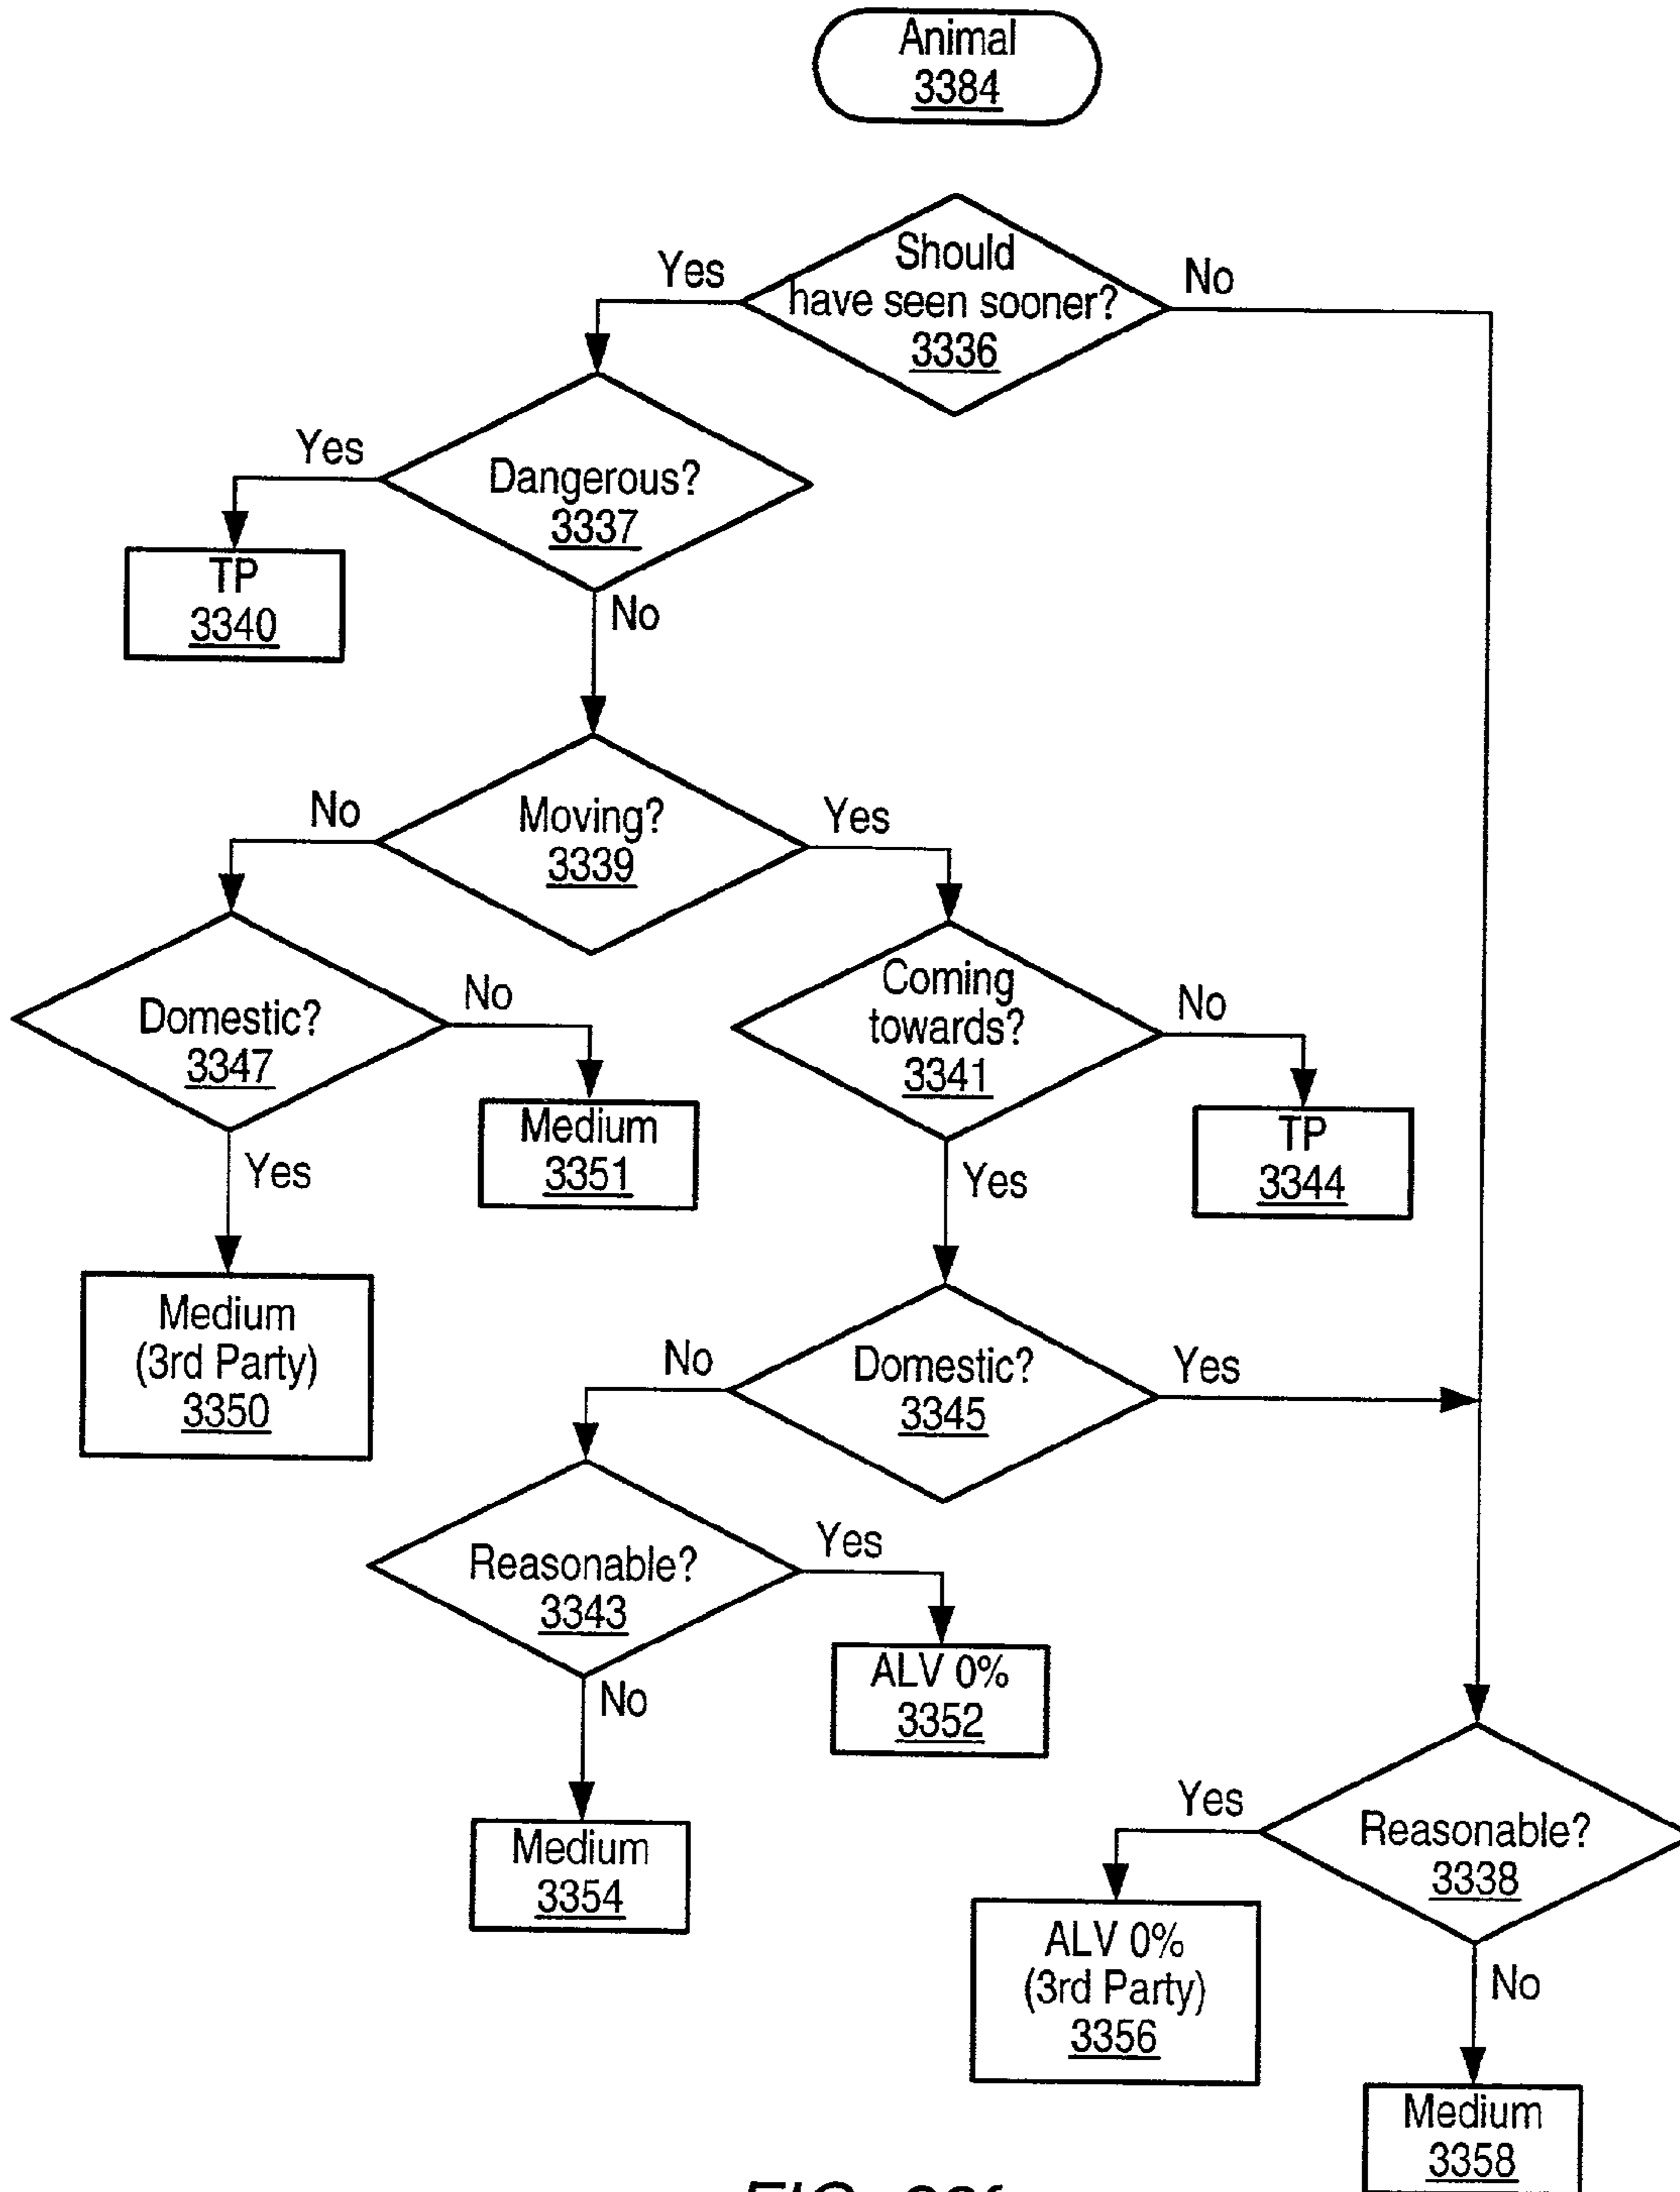 Animal
3384
Should
have seen sooner?
3336
Yes
No
Dangerous?
3337
Yes
No
TP
3340
Moving?
3339
No
Yes
Domestic?
3347
No
Yes
Medium
3351
Coming
towards?
3341
No
Yes
TP
3344
Medium
(3rd Party)
3350
Domestic?
3345
No
Yes
Reasonable?
3343
Yes
No
ALV 0%
3352
Medium
3354
Reasonable?
3338
Yes
No
ALV 0%
(3rd Party)
3356
Medium
3358